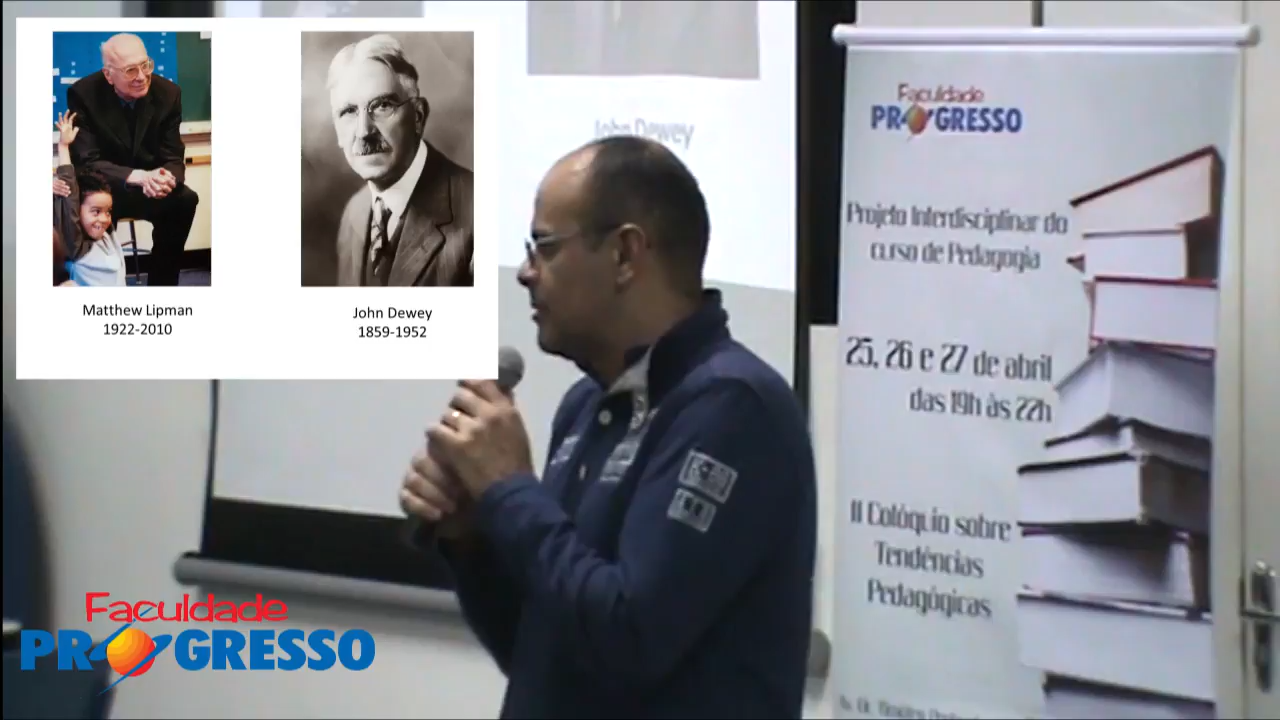 Matthew Lipman
1922-2010
John Dewey
1859-1952
John Dewey
Faculdade
PROGRESSO
Projeto Interdisciplinar do
curso de Pedagogia
25, 26 e 27 de abril
das 19h às 22h
II Colóquio sobre
Tendências
Pedagógicas
Faculdade
PROGRESSO